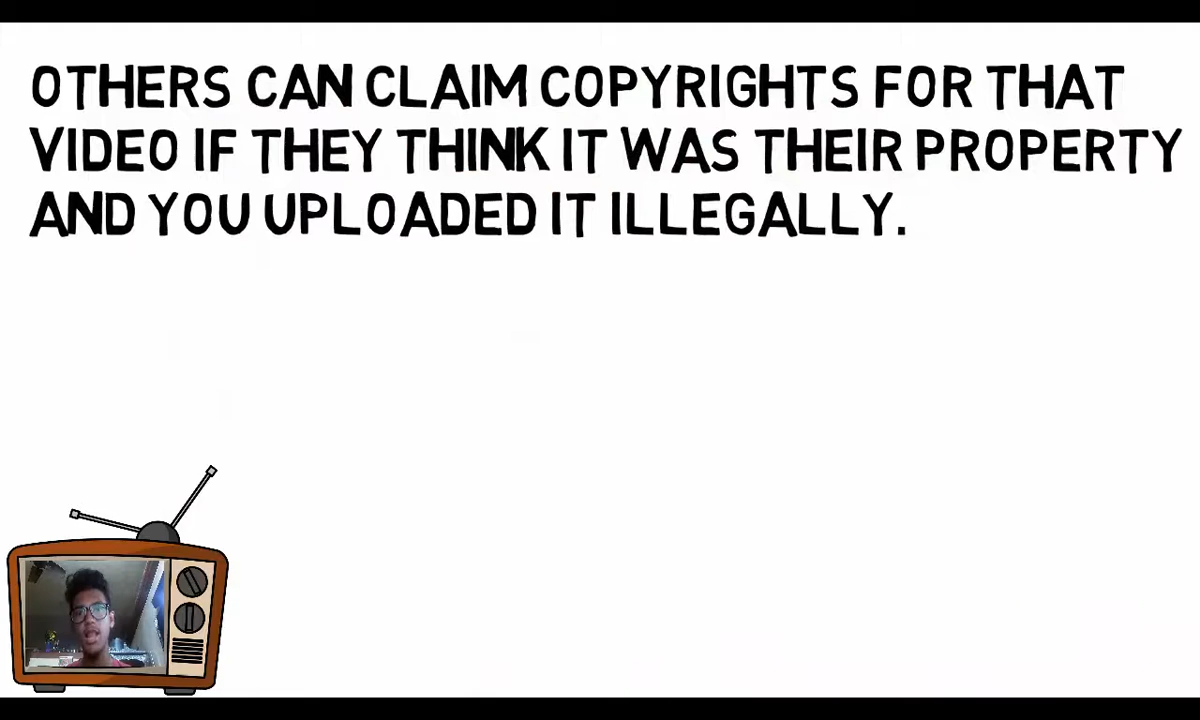 OTHERS CAN CLAIM COPYRIGHTS FOR THAT
VIDEO IF THEY THINK IT WAS THEIR PROPERTY
AND YOU UPLOADED IT ILLEGALLY.